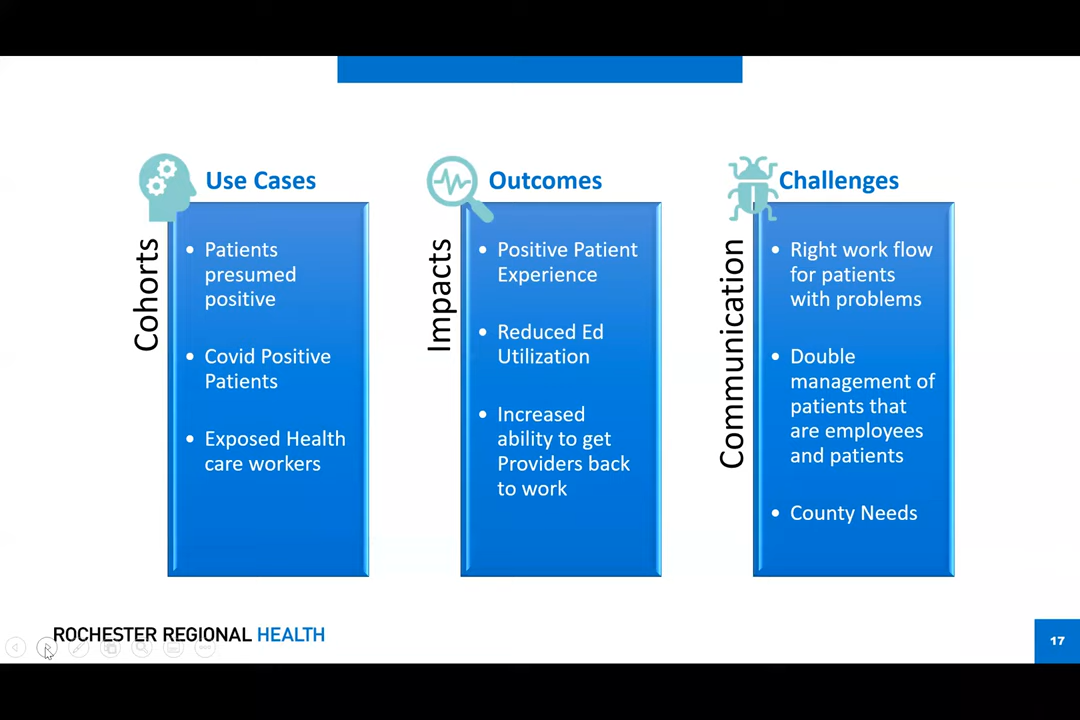 Use Cases
Cohorts
• Patients
presumed
positive
• Covid Positive
Patients
• Exposed Health
care workers
Outcomes
Impacts
• Positive Patient
Experience
• Reduced Ed
Utilization
• Increased
ability to get
Providers back
to work
Challenges
Communication
• Right work flow
for patients
with problems
• Double
management of
patients that
are employees
and patients
• County Needs
ROCHESTER REGIONAL HEALTH
17